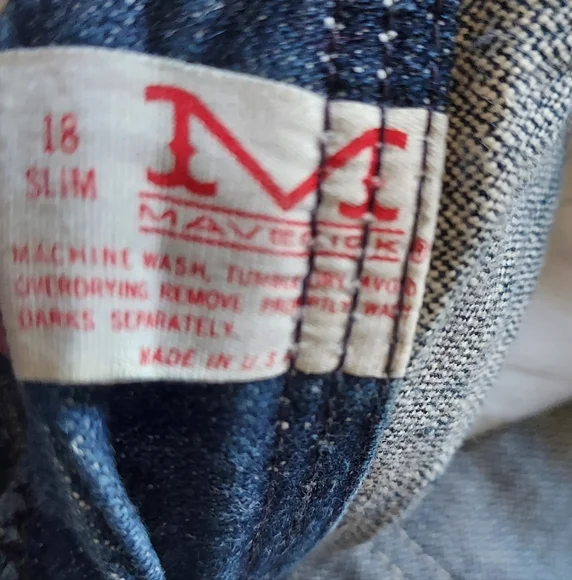 18
SLIM
M
MAVERICK®
MACHINE WASH, TUMBLE DRY, AVOID
OVERDRYING REMOVE PROMPTLY WASH
DARKS SEPARATELY.
MADE IN U.S.A